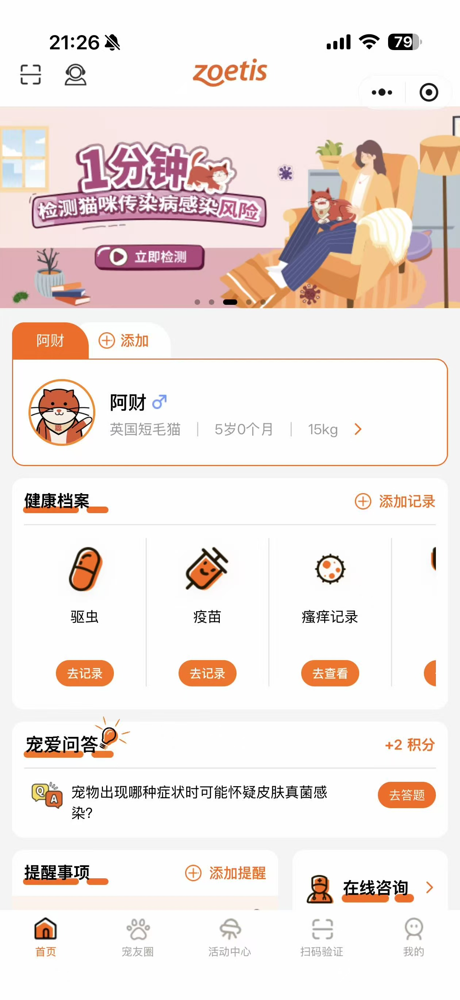 21:26
79
zoetis
1分钟
检测猫咪传染病感染风险
立即检测
阿财
添加
阿财
英国短毛猫 | 5岁0个月 | 15kg
健康档案
添加记录
驱虫
疫苗
瘙痒记录
去记录
去记录
去查看
宠爱问答
+2 积分
Q
A
宠物出现哪种症状时可能怀疑皮肤真菌感
染?
去答题
提醒事项
添加提醒
在线咨询
首页
宠友圈
活动中心
扫码验证
我的